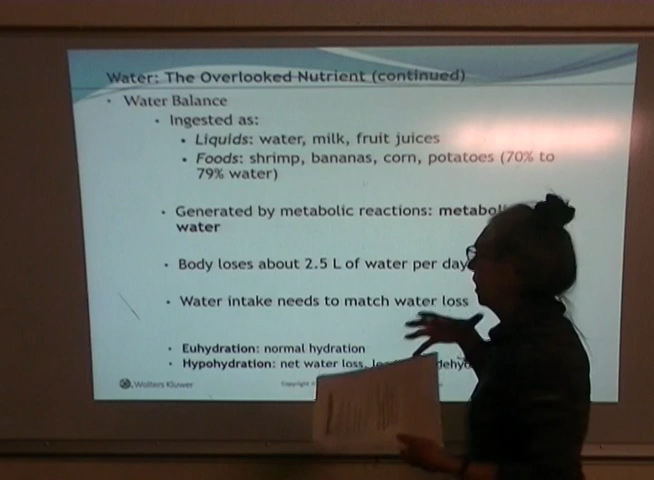 Water: The Overlooked Nutrient (continued)
• Water Balance
• Ingested as:
• Liquids: water, milk, fruit juices
• Foods: shrimp, bananas, corn, potatoes (70% to
79% water)
• Generated by metabolic reactions:
water
• Body loses about 2.5 L of water per day
• Water intake needs to match water loss
• Euhydration: normal hydration
• Hypohydration: net water loss,
Wolters Kluwer
Copyright